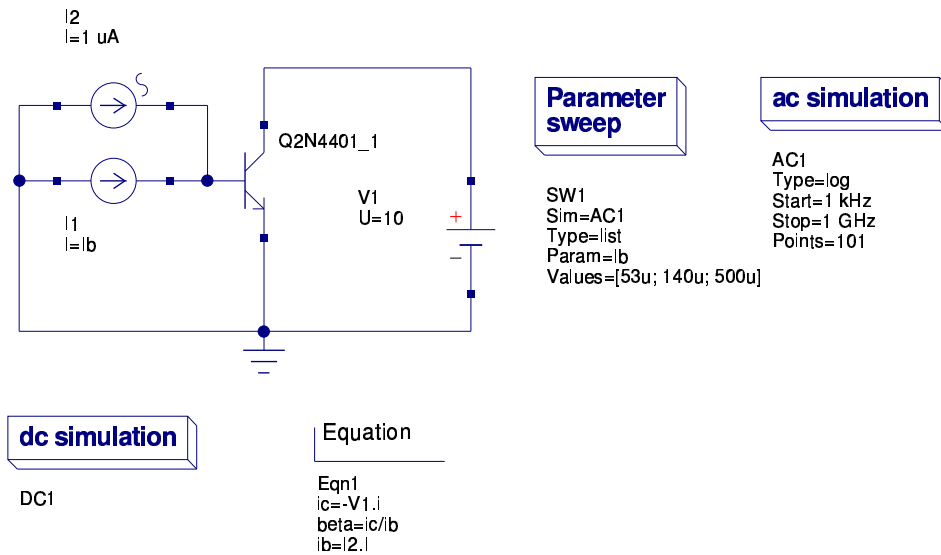 I2
I=1 uA
Q2N4401_1
I1
I=Ib
V1
U=10
+
−
Parameter
sweep
SW1
Sim=AC1
Type=list
Param=Ib
Values=[53u; 140u; 500u]
ac simulation
AC1
Type=log
Start=1 kHz
Stop=1 GHz
Points=101
dc simulation
DC1
Equation
Eqn1
ic=-V1.i
beta=ic/ib
ib=I2.I